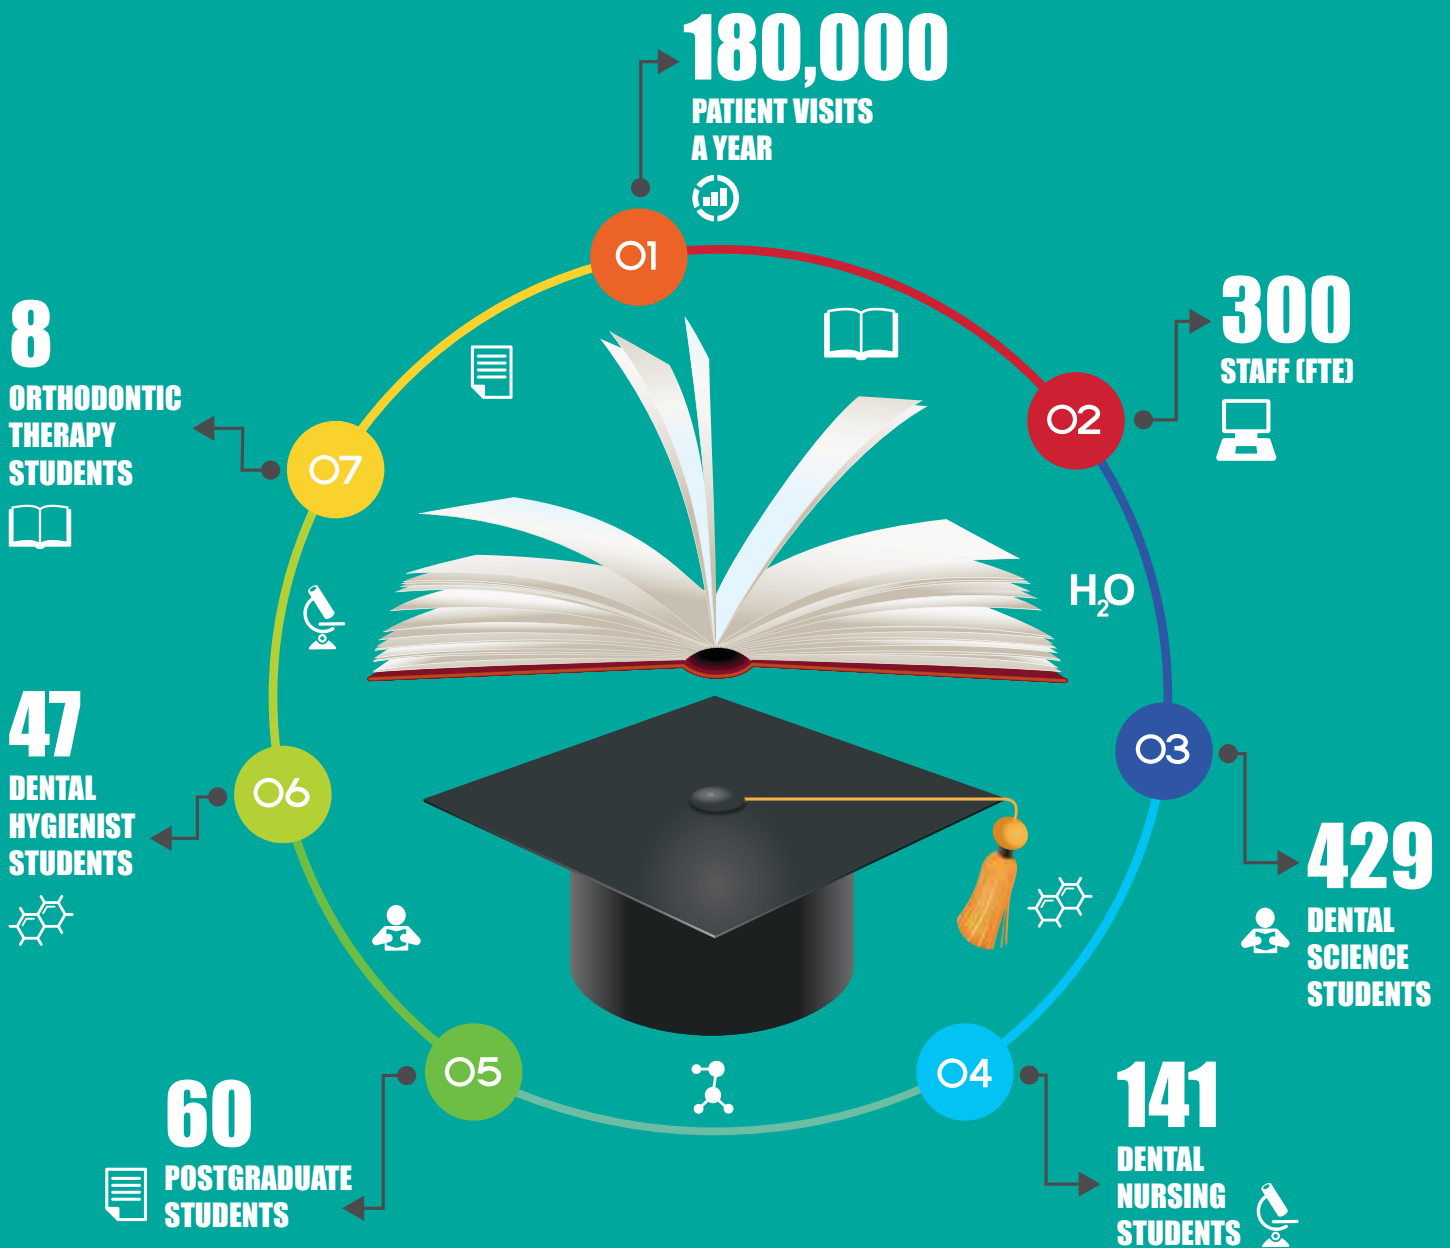 180,000
PATIENT VISITS
A YEAR
01
300
STAFF (FTE)
02
H2O
03
429
DENTAL
SCIENCE
STUDENTS
04
141
DENTAL
NURSING
STUDENTS
05
60
POSTGRADUATE
STUDENTS
06
47
DENTAL
HYGIENIST
STUDENTS
07
8
ORTHODONTIC
THERAPY
STUDENTS